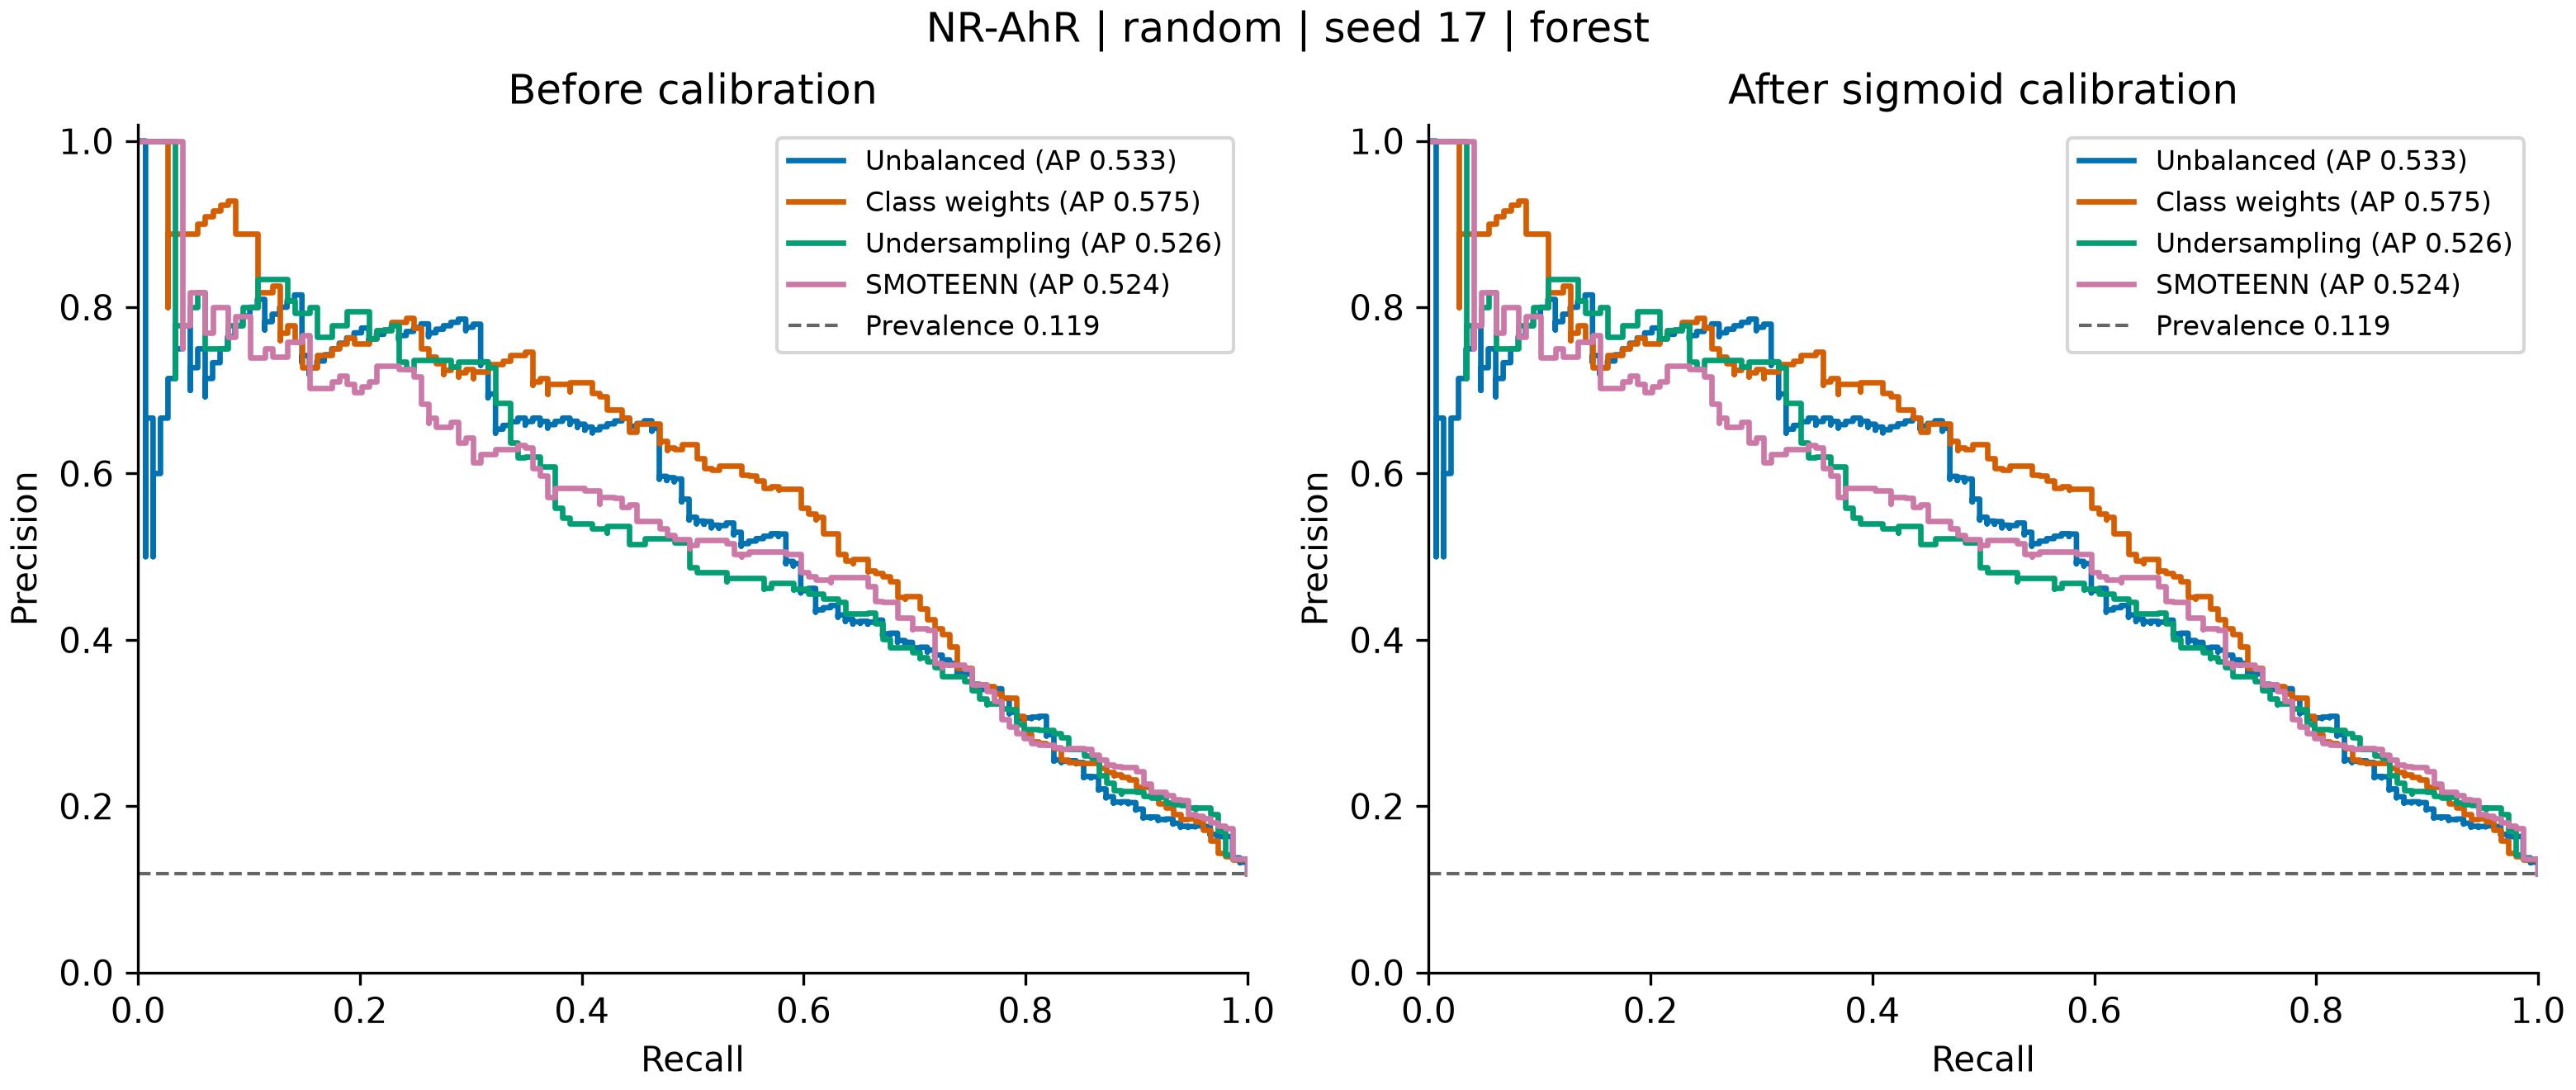 NR-AhR | random | seed 17 | forest
Before calibration
1.0
0.8
0.6
0.4
0.2
0.0
Precision
Unbalanced (AP 0.533)
Class weights (AP 0.575)
Undersampling (AP 0.526)
SMOTEENN (AP 0.524)
Prevalence 0.119
0.0 0.2 0.4 0.6 0.8 1.0
Recall
After sigmoid calibration
1.0
0.8
0.6
0.4
0.2
0.0
Precision
Unbalanced (AP 0.533)
Class weights (AP 0.575)
Undersampling (AP 0.526)
SMOTEENN (AP 0.524)
Prevalence 0.119
0.0 0.2 0.4 0.6 0.8 1.0
Recall